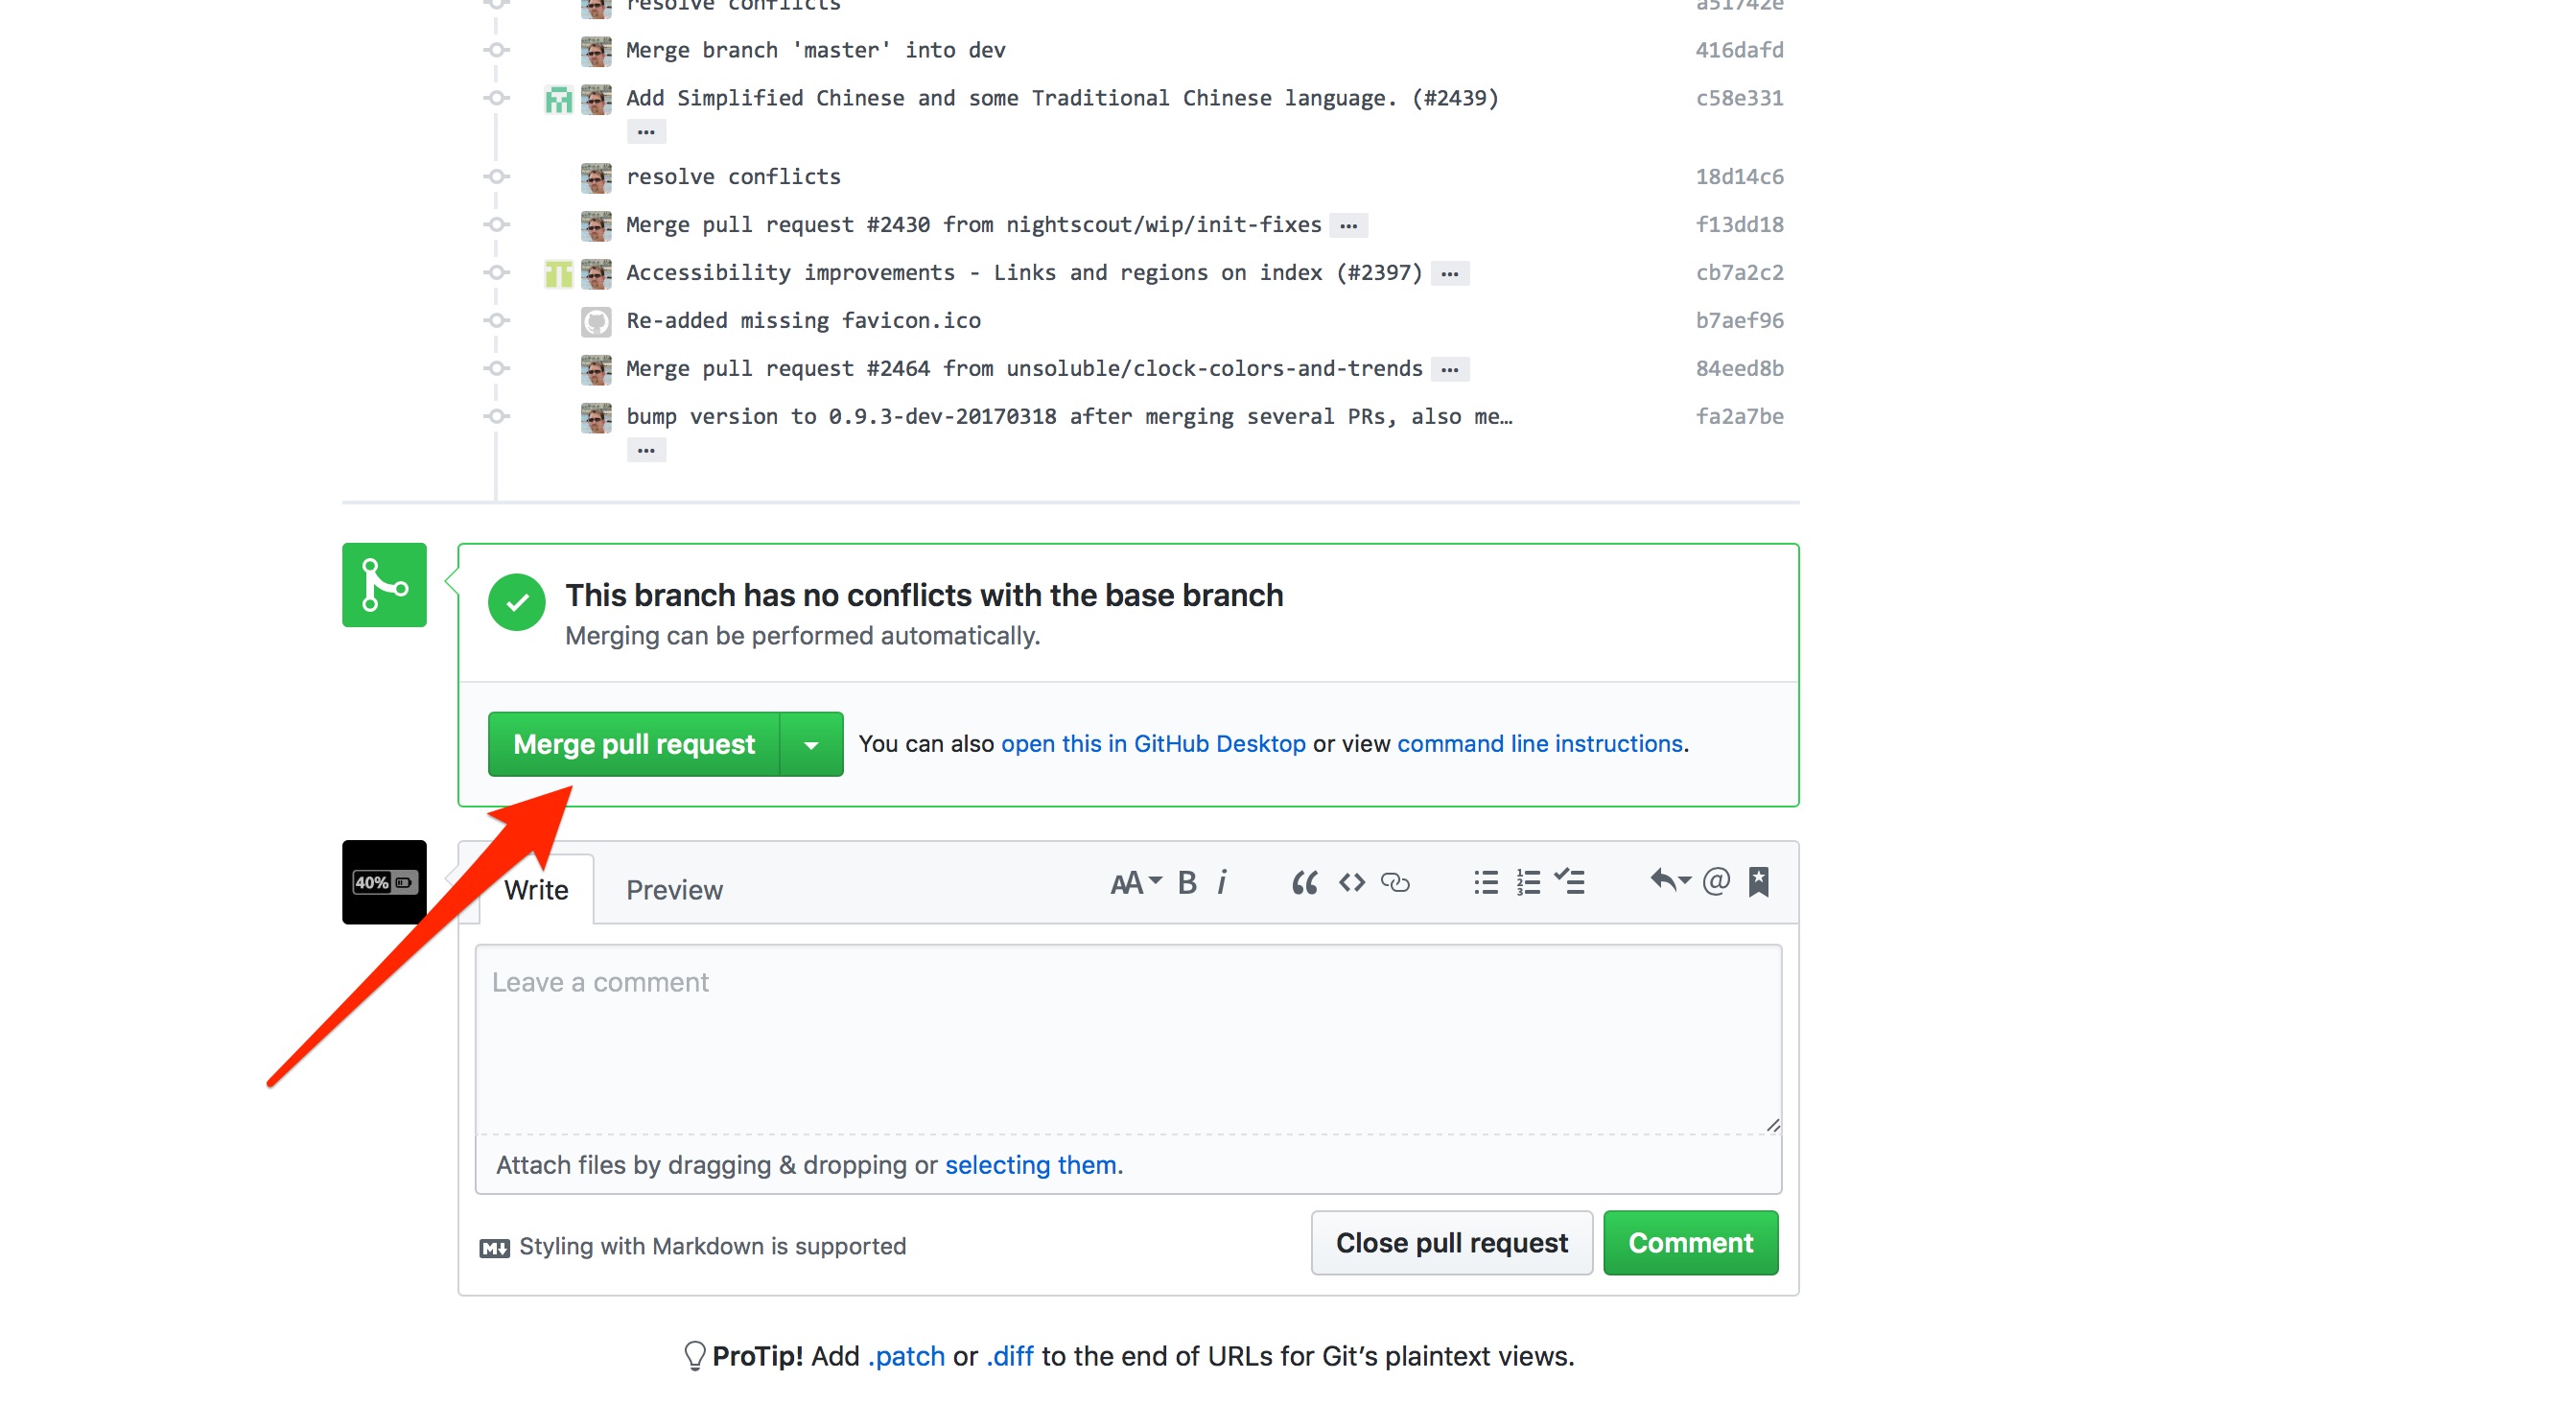 resolve conflicts a51742e
Merge branch 'master' into dev 416dafd
Add Simplified Chinese and some Traditional Chinese language. (#2439) c58e331
…
resolve conflicts 18d14c6
Merge pull request #2430 from nightscout/wip/init-fixes … f13dd18
Accessibility improvements - Links and regions on index (#2397) … cb7a2c2
Re-added missing favicon.ico b7aef96
Merge pull request #2464 from unsoluble/clock-colors-and-trends … 84eed8b
bump version to 0.9.3-dev-20170318 after merging several PRs, also me… fa2a7be
…
This branch has no conflicts with the base branch
Merging can be performed automatically.
Merge pull request You can also open this in GitHub Desktop or view command line instructions.
40%
Write Preview AA B i
Leave a comment
Attach files by dragging & dropping or selecting them.
M Styling with Markdown is supported Close pull request Comment
ProTip! Add .patch or .diff to the end of URLs for Git's plaintext views.